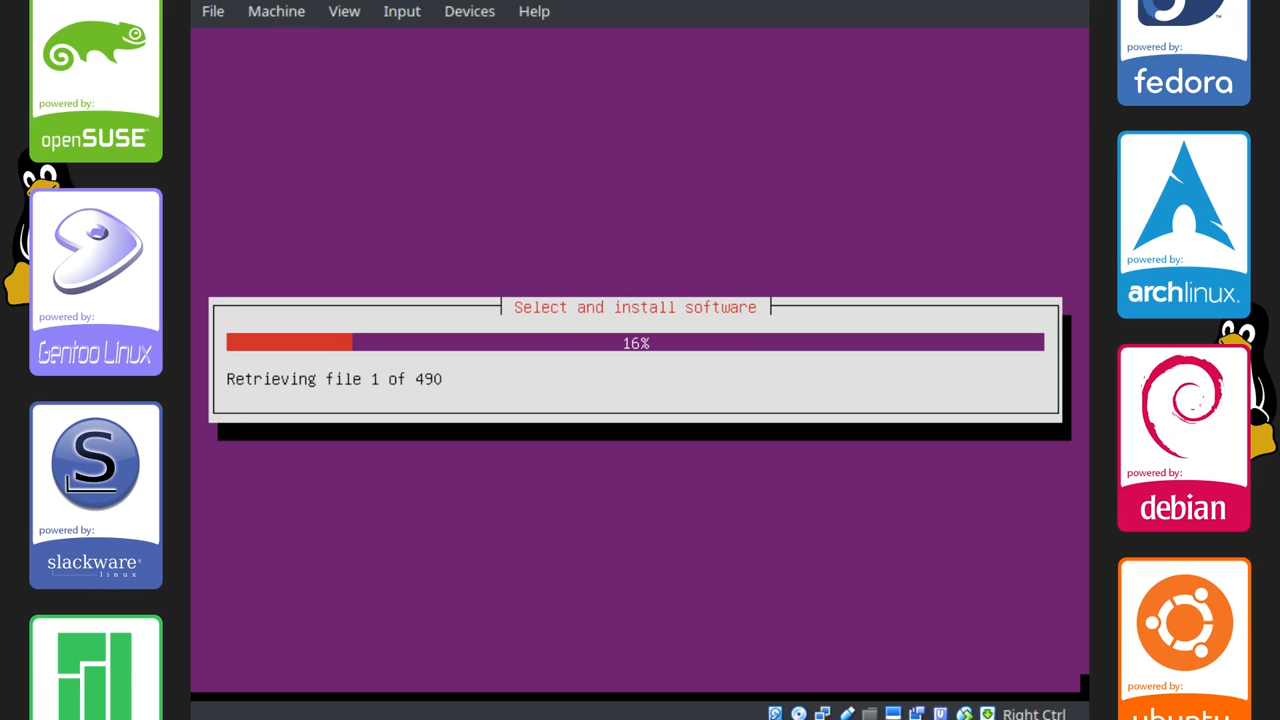 File Machine View Input Devices Help
powered by:
openSUSE
powered by:
Gentoo Linux
powered by:
slackware
linux
Select and install software
16%
Retrieving file 1 of 490
powered by:
fedora
powered by:
archlinux
powered by:
debian
powered by:
ubuntu
Right Ctrl